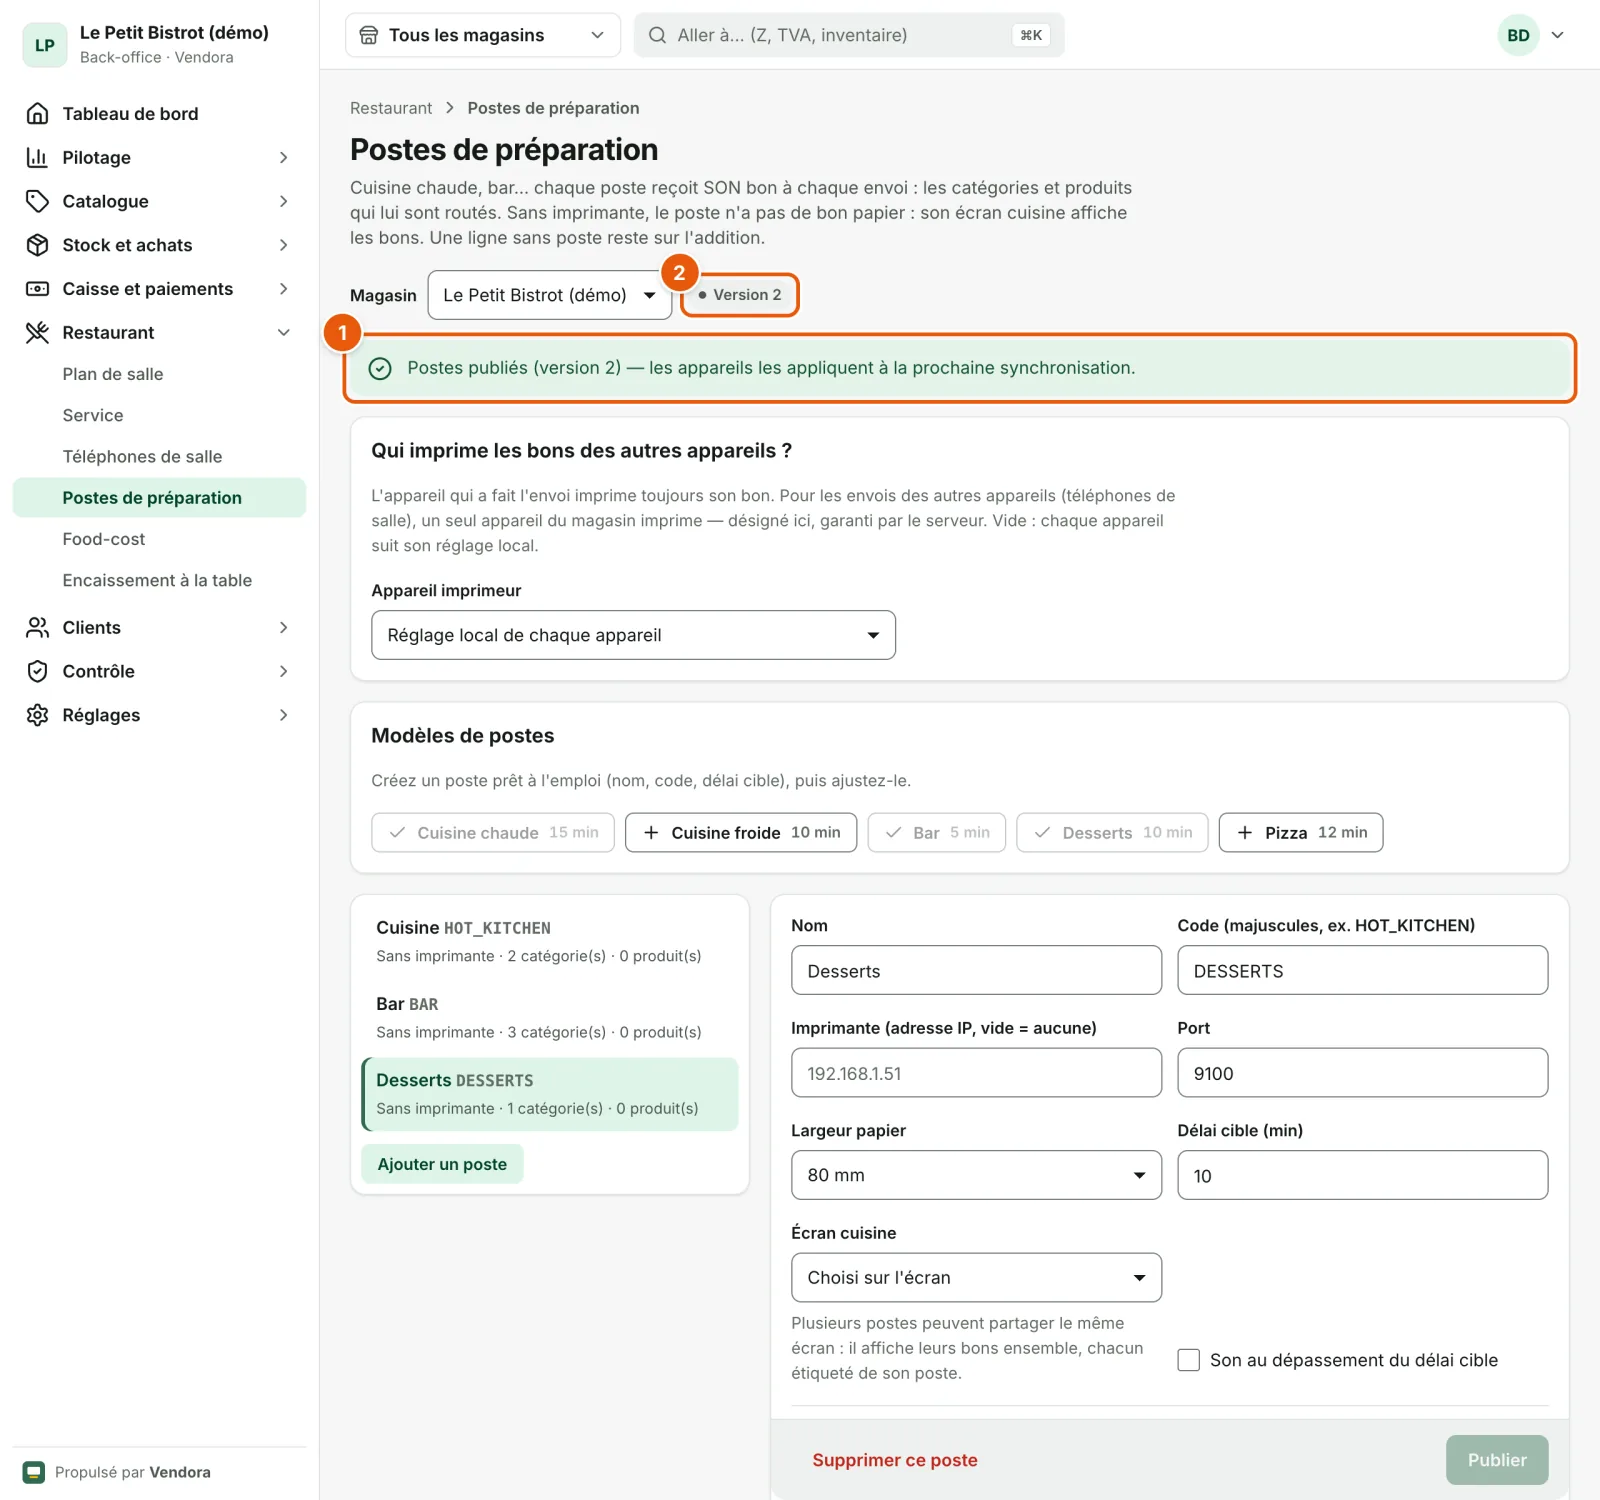 LP
Le Petit Bistrot (démo)
Back-office · Vendora
Tous les magasins
Aller à... (Z, TVA, inventaire)
⌘K
BD
Tableau de bord
Pilotage
Catalogue
Stock et achats
Caisse et paiements
Restaurant
Plan de salle
Service
Téléphones de salle
Postes de préparation
Food-cost
Encaissement à la table
Clients
Contrôle
Réglages
Propulsé par Vendora
Restaurant > Postes de préparation
Postes de préparation
Cuisine chaude, bar... chaque poste reçoit SON bon à chaque envoi : les catégories et produits
qui lui sont routés. Sans imprimante, le poste n'a pas de bon papier : son écran cuisine affiche
les bons. Une ligne sans poste reste sur l'addition.
Magasin
Le Petit Bistrot (démo)
2
• Version 2
1
Postes publiés (version 2) — les appareils les appliquent à la prochaine synchronisation.
Qui imprime les bons des autres appareils ?
L'appareil qui a fait l'envoi imprime toujours son bon. Pour les envois des autres appareils (téléphones de
salle), un seul appareil du magasin imprime — désigné ici, garanti par le serveur. Vide : chaque appareil
suit son réglage local.
Appareil imprimeur
Réglage local de chaque appareil
Modèles de postes
Créez un poste prêt à l'emploi (nom, code, délai cible), puis ajustez-le.
Cuisine chaude 15 min
+ Cuisine froide 10 min
Bar 5 min
Desserts 10 min
+ Pizza 12 min
Cuisine HOT_KITCHEN
Sans imprimante · 2 catégorie(s) · 0 produit(s)
Bar BAR
Sans imprimante · 3 catégorie(s) · 0 produit(s)
Desserts DESSERTS
Sans imprimante · 1 catégorie(s) · 0 produit(s)
Ajouter un poste
Nom
Desserts
Code (majuscules, ex. HOT_KITCHEN)
DESSERTS
Imprimante (adresse IP, vide = aucune)
192.168.1.51
Port
9100
Largeur papier
80 mm
Délai cible (min)
10
Écran cuisine
Choisi sur l'écran
Plusieurs postes peuvent partager le même
écran : il affiche leurs bons ensemble, chacun
étiqueté de son poste.
Son au dépassement du délai cible
Supprimer ce poste
Publier